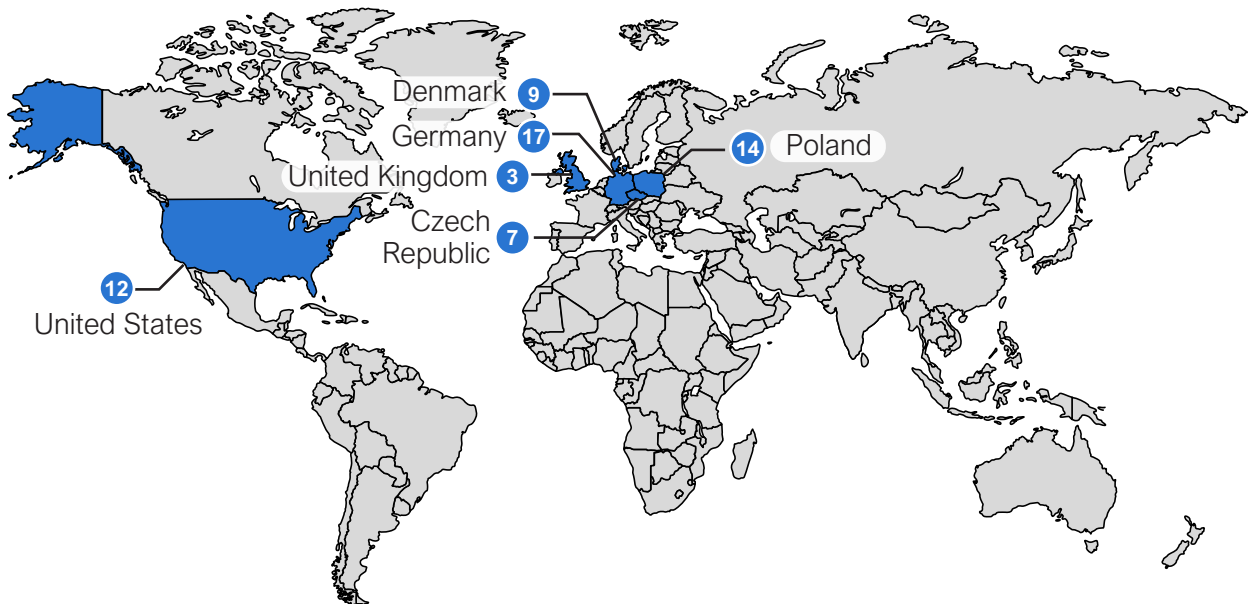 Denmark 9
Germany 17
14 Poland
United Kingdom 3
Czech
Republic 7
12
United States